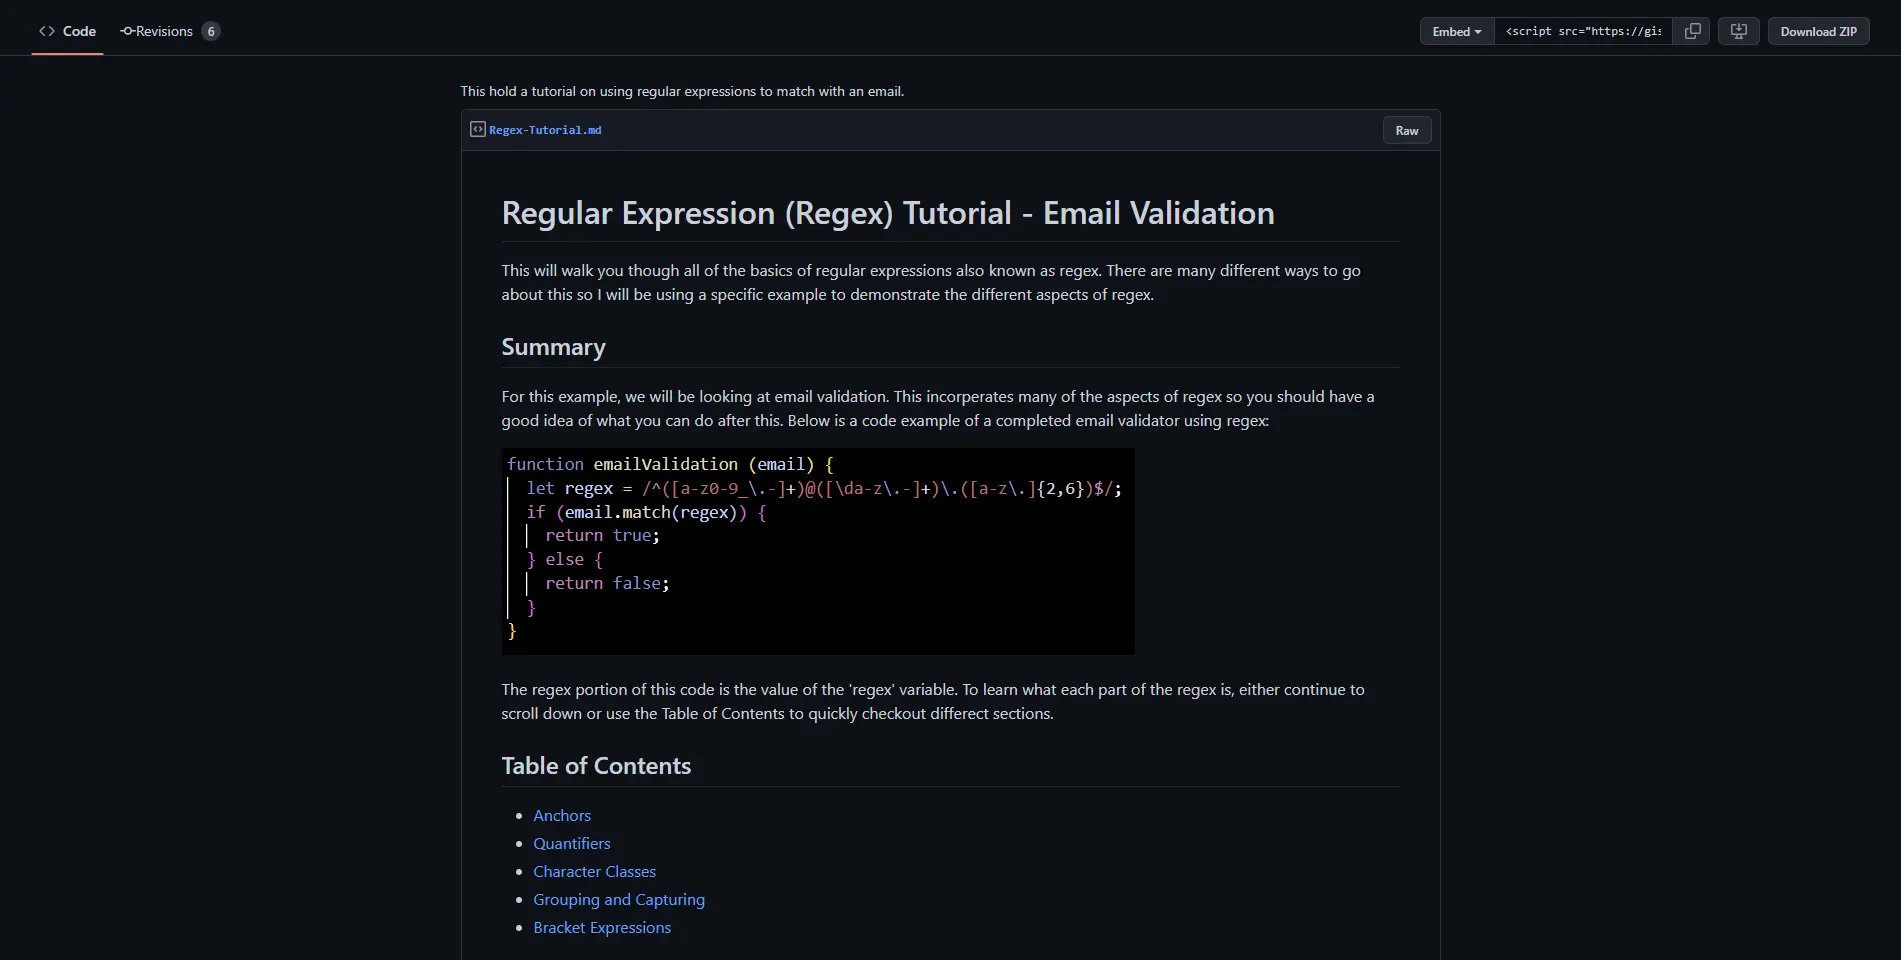 Code Revisions 6 Embed <script src="https://gis Download ZIP
This hold a tutorial on using regular expressions to match with an email.
Regex-Tutorial.md Raw
Regular Expression (Regex) Tutorial - Email Validation
This will walk you though all of the basics of regular expressions also known as regex. There are many different ways to go
about this so I will be using a specific example to demonstrate the different aspects of regex.
Summary
For this example, we will be looking at email validation. This incorperates many of the aspects of regex so you should have a
good idea of what you can do after this. Below is a code example of a completed email validator using regex:
function emailValidation (email) {
let regex = /^([a-z0-9_\.-]+)@([\da-z\.-]+)\.([a-z\.]{2,6})$/;
if (email.match(regex)) {
return true;
} else {
return false;
}
}
The regex portion of this code is the value of the 'regex' variable. To learn what each part of the regex is, either continue to
scroll down or use the Table of Contents to quickly checkout differect sections.
Table of Contents
• Anchors
• Quantifiers
• Character Classes
• Grouping and Capturing
• Bracket Expressions